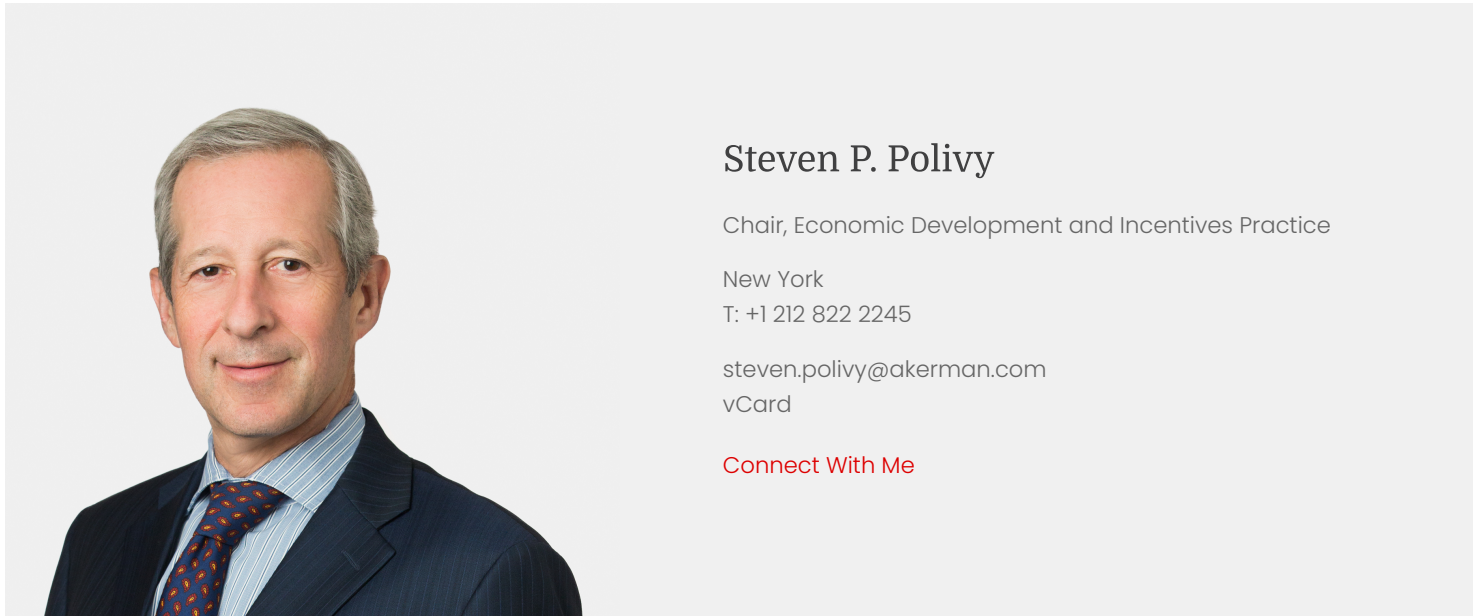 Steven P. Polivy
Chair, Economic Development and Incentives Practice
New York
T: +1 212 822 2245
steven.polivy@akerman.com
vCard
Connect With Me